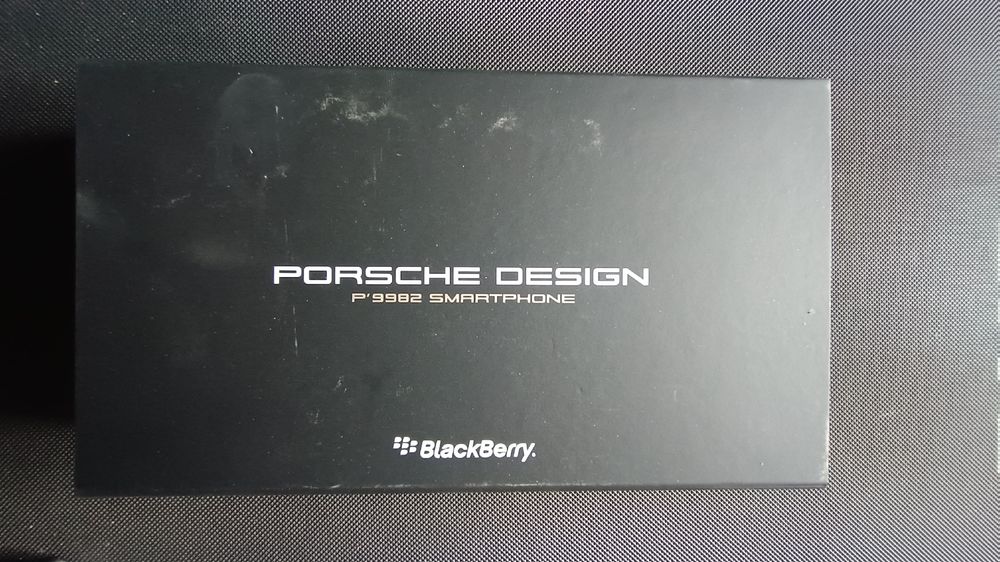 PORSCHE DESIGN
P'9982 SMARTPHONE
BlackBerry.